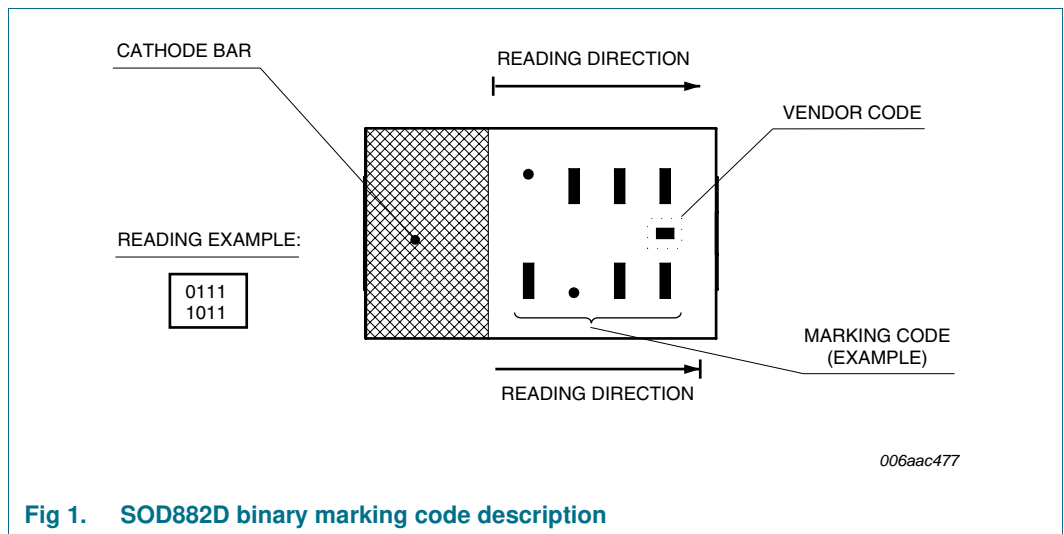 CATHODE BAR
READING DIRECTION
VENDOR CODE
READING EXAMPLE:
0111
1011
MARKING CODE
(EXAMPLE)
READING DIRECTION
006aac477
Fig 1. SOD882D binary marking code description